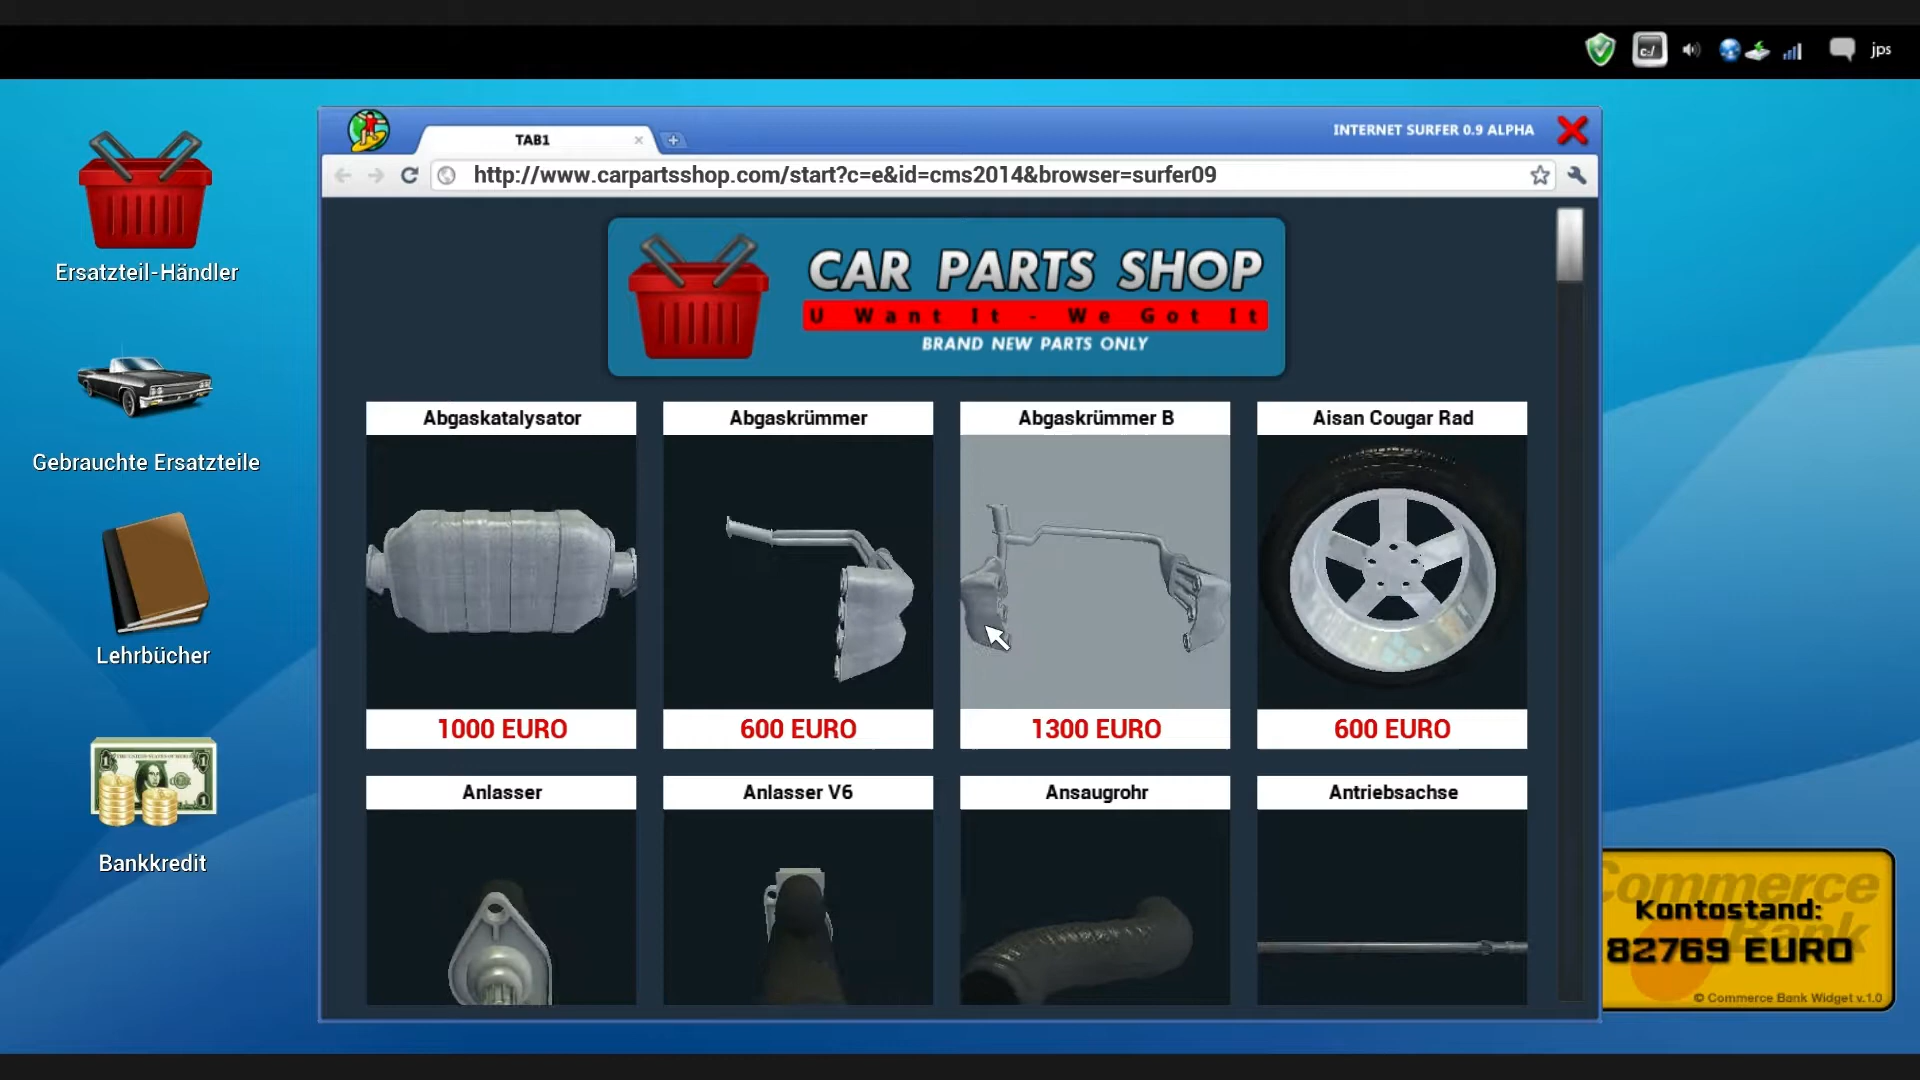 c:/
jps
TAB1
INTERNET SURFER 0.9 ALPHA
http://www.carpartsshop.com/start?c=e&id=cms2014&browser=surfer09
Ersatzteil-Händler
Gebrauchte Ersatzteile
Lehrbücher
Bankkredit
CAR PARTS SHOP
U Want It - We Got It
BRAND NEW PARTS ONLY
Abgaskatalysator
Abgaskrümmer
Abgaskrümmer B
Aisan Cougar Rad
1000 EURO
600 EURO
1300 EURO
600 EURO
Anlasser
Anlasser V6
Ansaugrohr
Antriebsachse
Commerce
Bank
Kontostand:
82769 EURO
© Commerce Bank Widget v.1.0